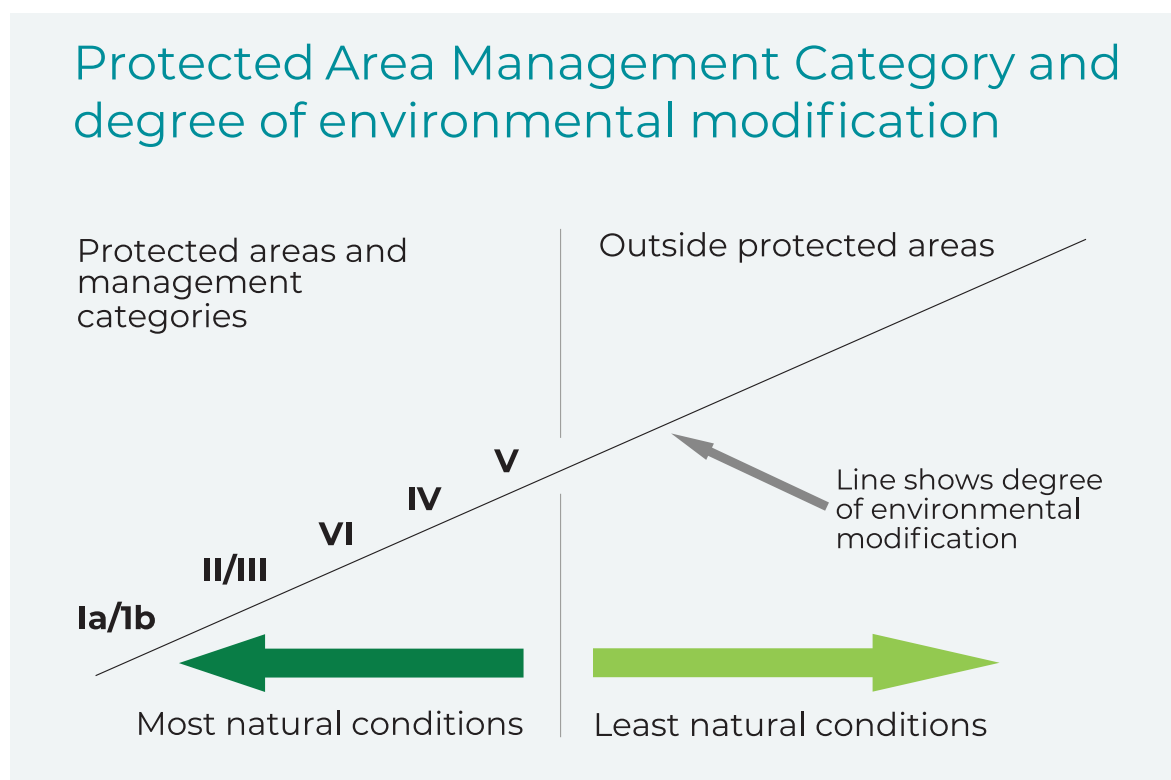 Protected Area Management Category and
degree of environmental modification
Protected areas and
management
categories
Outside protected areas
V
IV
VI
II/III
Ia/1b
Line shows degree
of environmental
modification
Most natural conditions
Least natural conditions